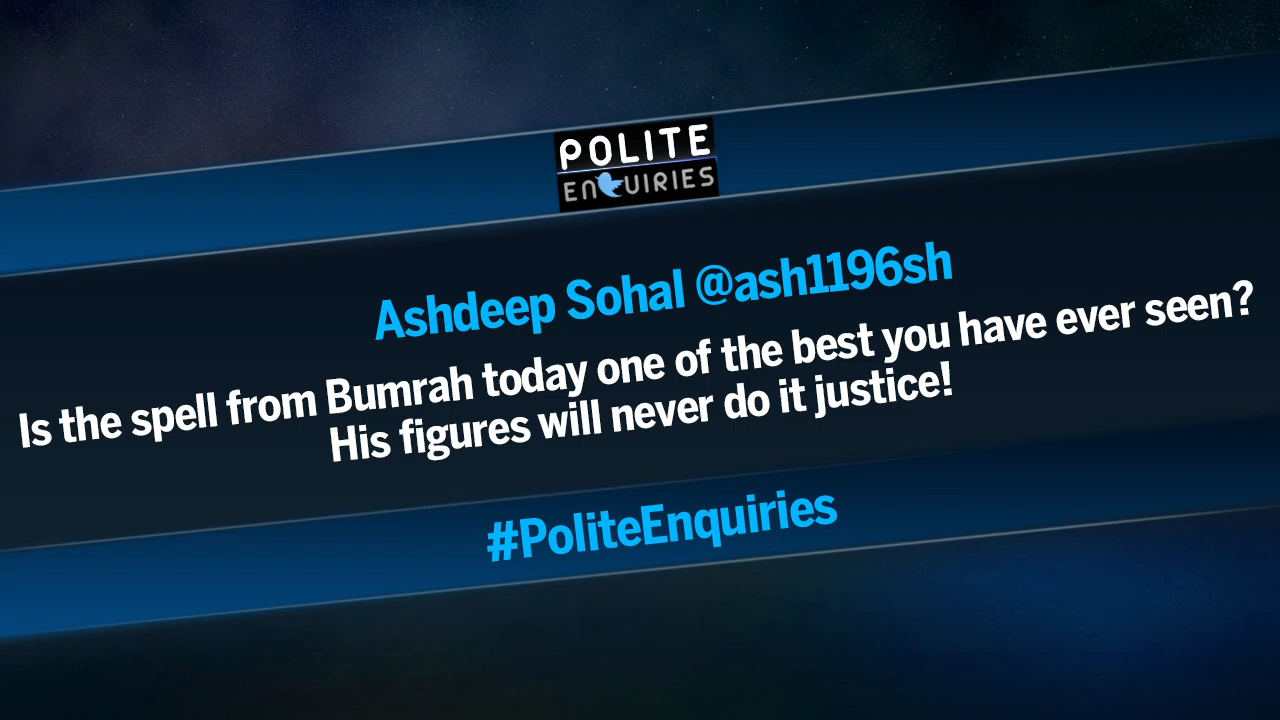 POLITE
ENQUIRIES
Ashdeep Sohal @ash1196sh
Is the spell from Bumrah today one of the best you have ever seen?
His figures will never do it justice!
#PoliteEnquiries